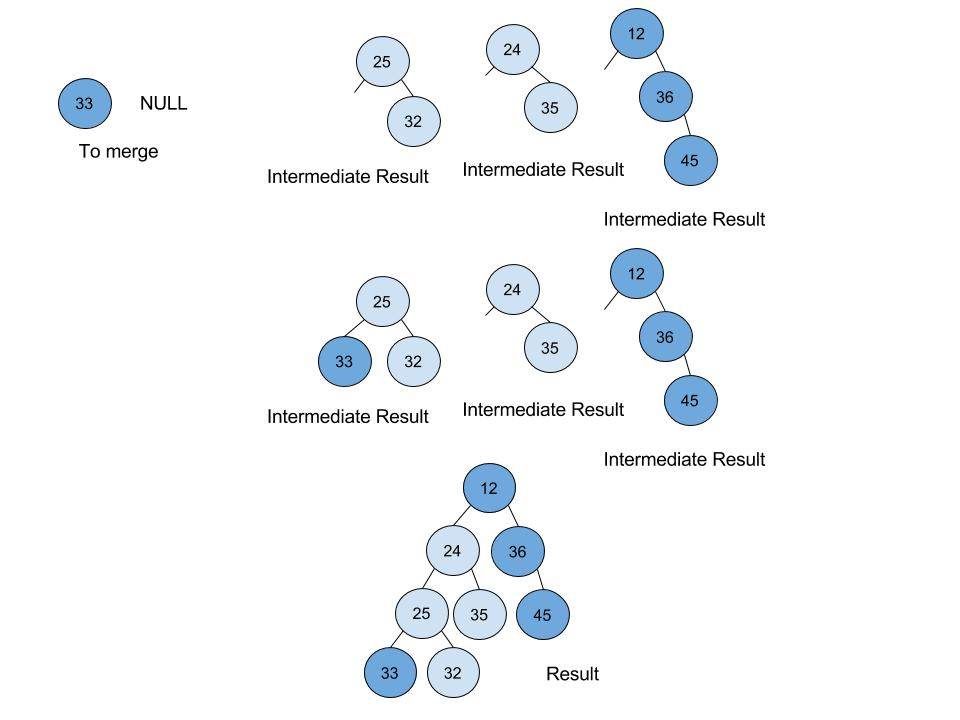 12
24
25
36
33 NULL
35
32
To merge
45
Intermediate Result
Intermediate Result
Intermediate Result
12
24
25
36
35
33
32
45
Intermediate Result
Intermediate Result
Intermediate Result
12
24
36
25
35
45
33
32
Result